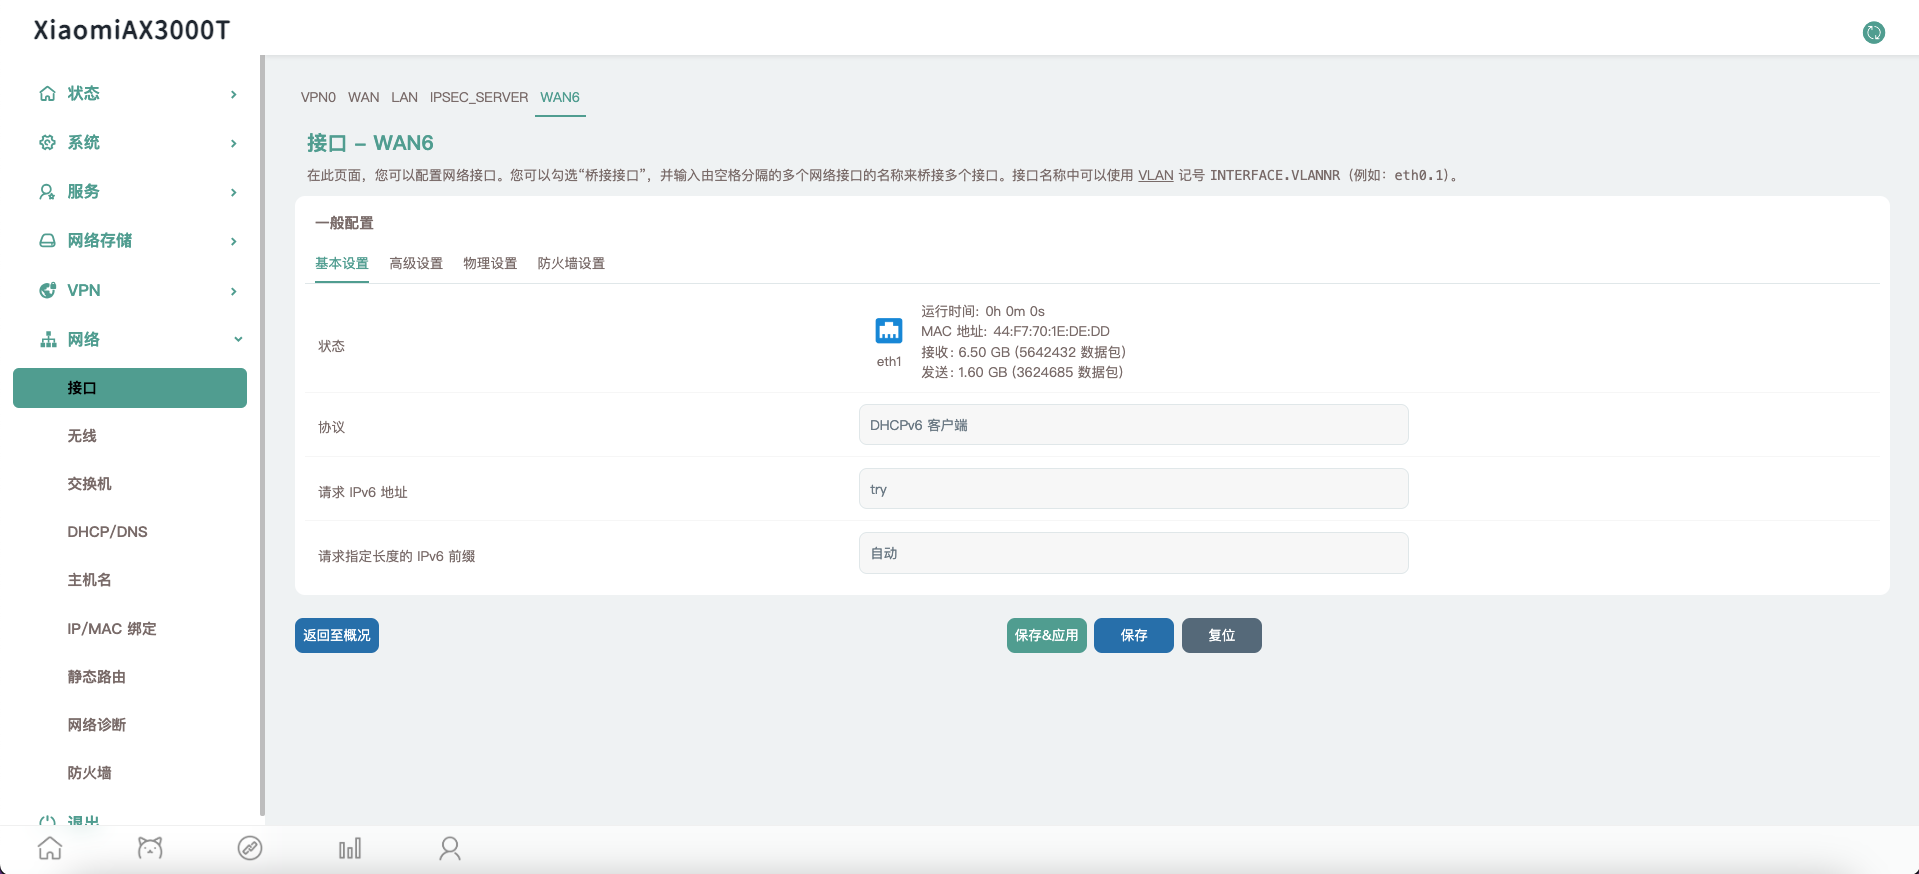 XiaomiAX3000T
状态
系统
服务
网络存储
VPN
网络
接口
无线
交换机
DHCP/DNS
主机名
IP/MAC 绑定
静态路由
网络诊断
防火墙
退出
VPN0 WAN LAN IPSEC_SERVER WAN6
接口 - WAN6
在此页面，您可以配置网络接口。您可以勾选“桥接接口”，并输入由空格分隔的多个网络接口的名称来桥接多个接口。接口名称中可以使用 VLAN 记号 INTERFACE.VLANNR（例如：eth0.1）。
一般配置
基本设置 高级设置 物理设置 防火墙设置
状态
eth1
运行时间: 0h 0m 0s
MAC 地址: 44:F7:70:1E:DE:DD
接收: 6.50 GB (5642432 数据包)
发送: 1.60 GB (3624685 数据包)
协议
DHCPv6 客户端
请求 IPv6 地址
try
请求指定长度的 IPv6 前缀
自动
返回至概况
保存&应用 保存 复位